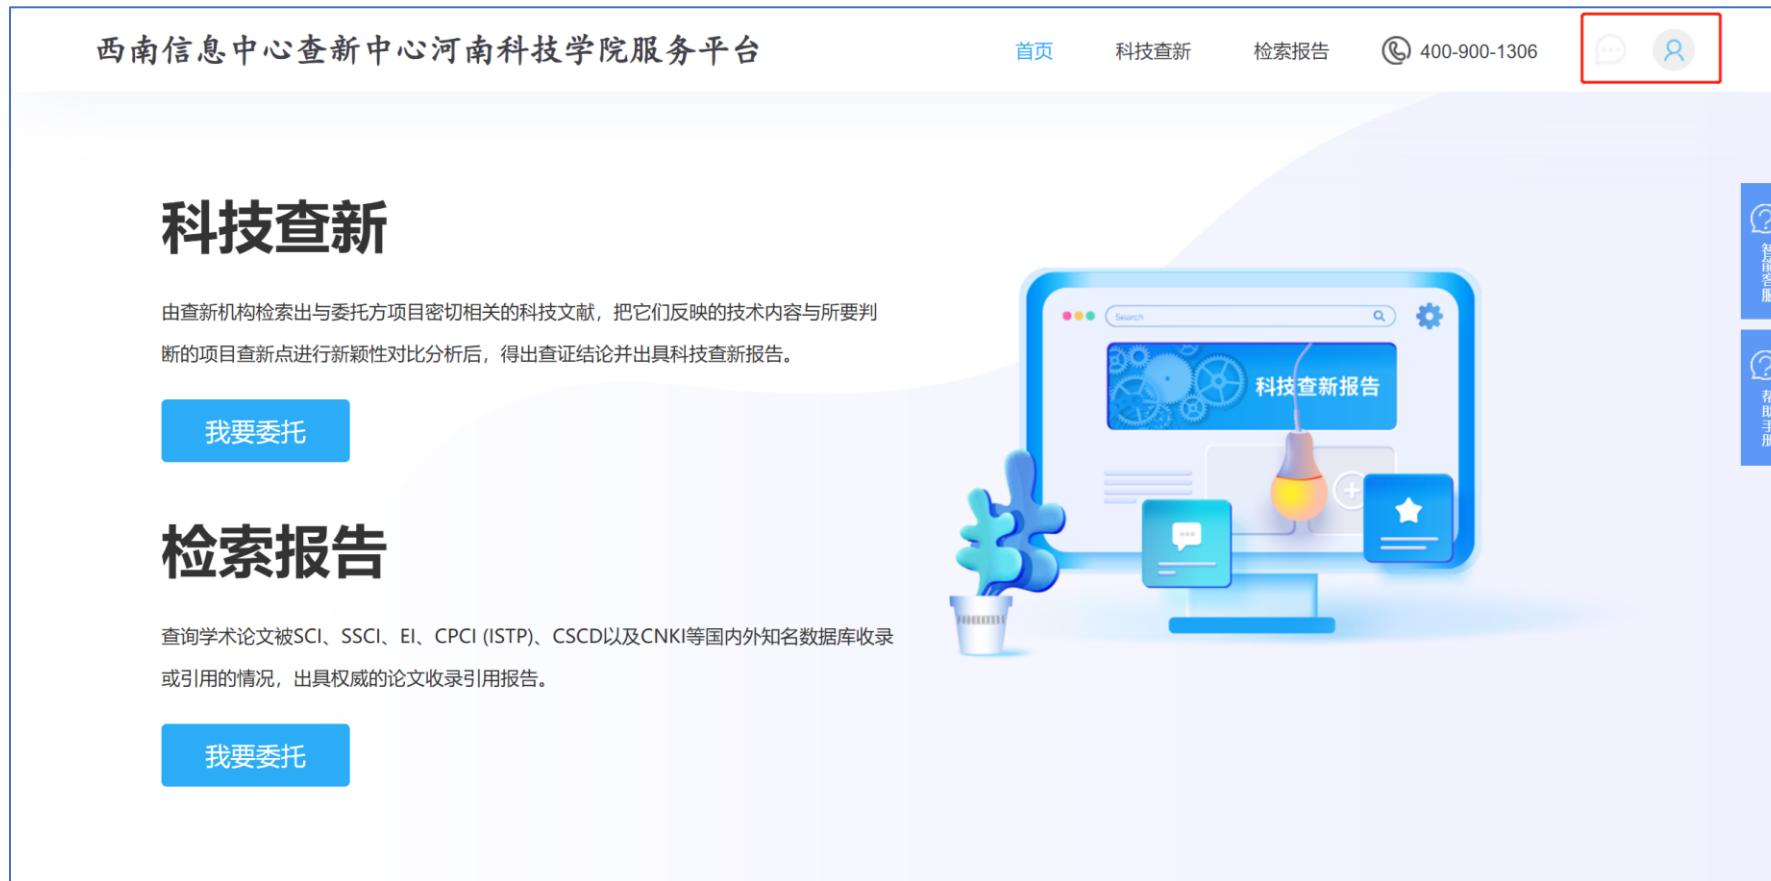 西南信息中心查新中心河南科技学院服务平台
首页 科技查新 检索报告 400-900-1306
科技查新
由查新机构检索出与委托方项目密切相关的科技文献，把它们反映的技术内容与所要判
断的项目查新点进行新颖性对比分析后，得出查证结论并出具科技查新报告。
我要委托
检索报告
查询学术论文被SCI、SSCI、EI、CPCI (ISTP)、CSCD以及CNKI等国内外知名数据库收录
或引用的情况，出具权威的论文收录引用报告。
我要委托
Search
科技查新报告
智能客服
帮助手册